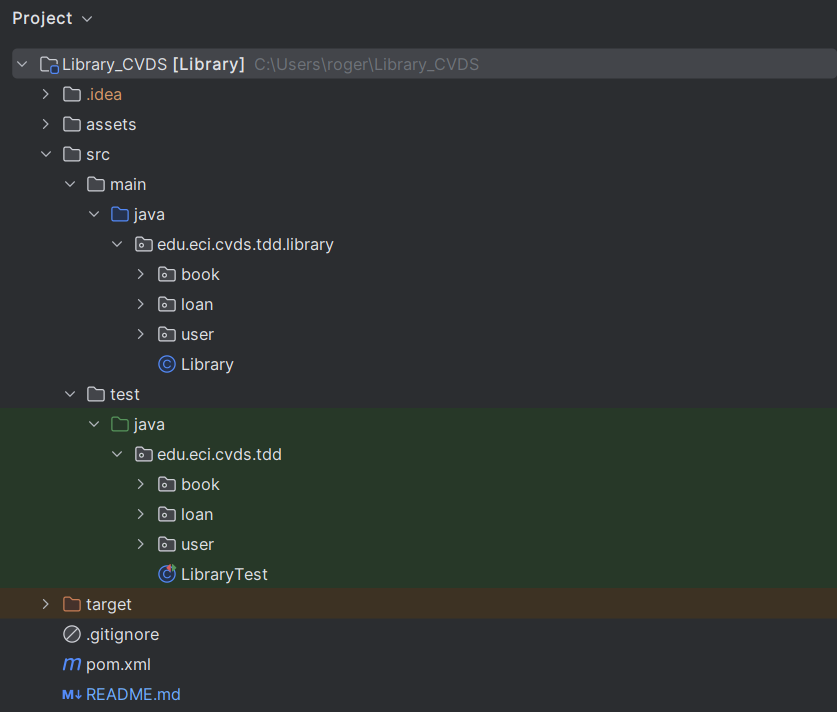 Project
Library_CVDS [Library] C:\Users\roger\Library_CVDS
.idea
assets
src
main
java
edu.eci.cvds.tdd.library
book
loan
user
C Library
test
java
edu.eci.cvds.tdd
book
loan
user
C LibraryTest
target
.gitignore
m pom.xml
M↓ README.md